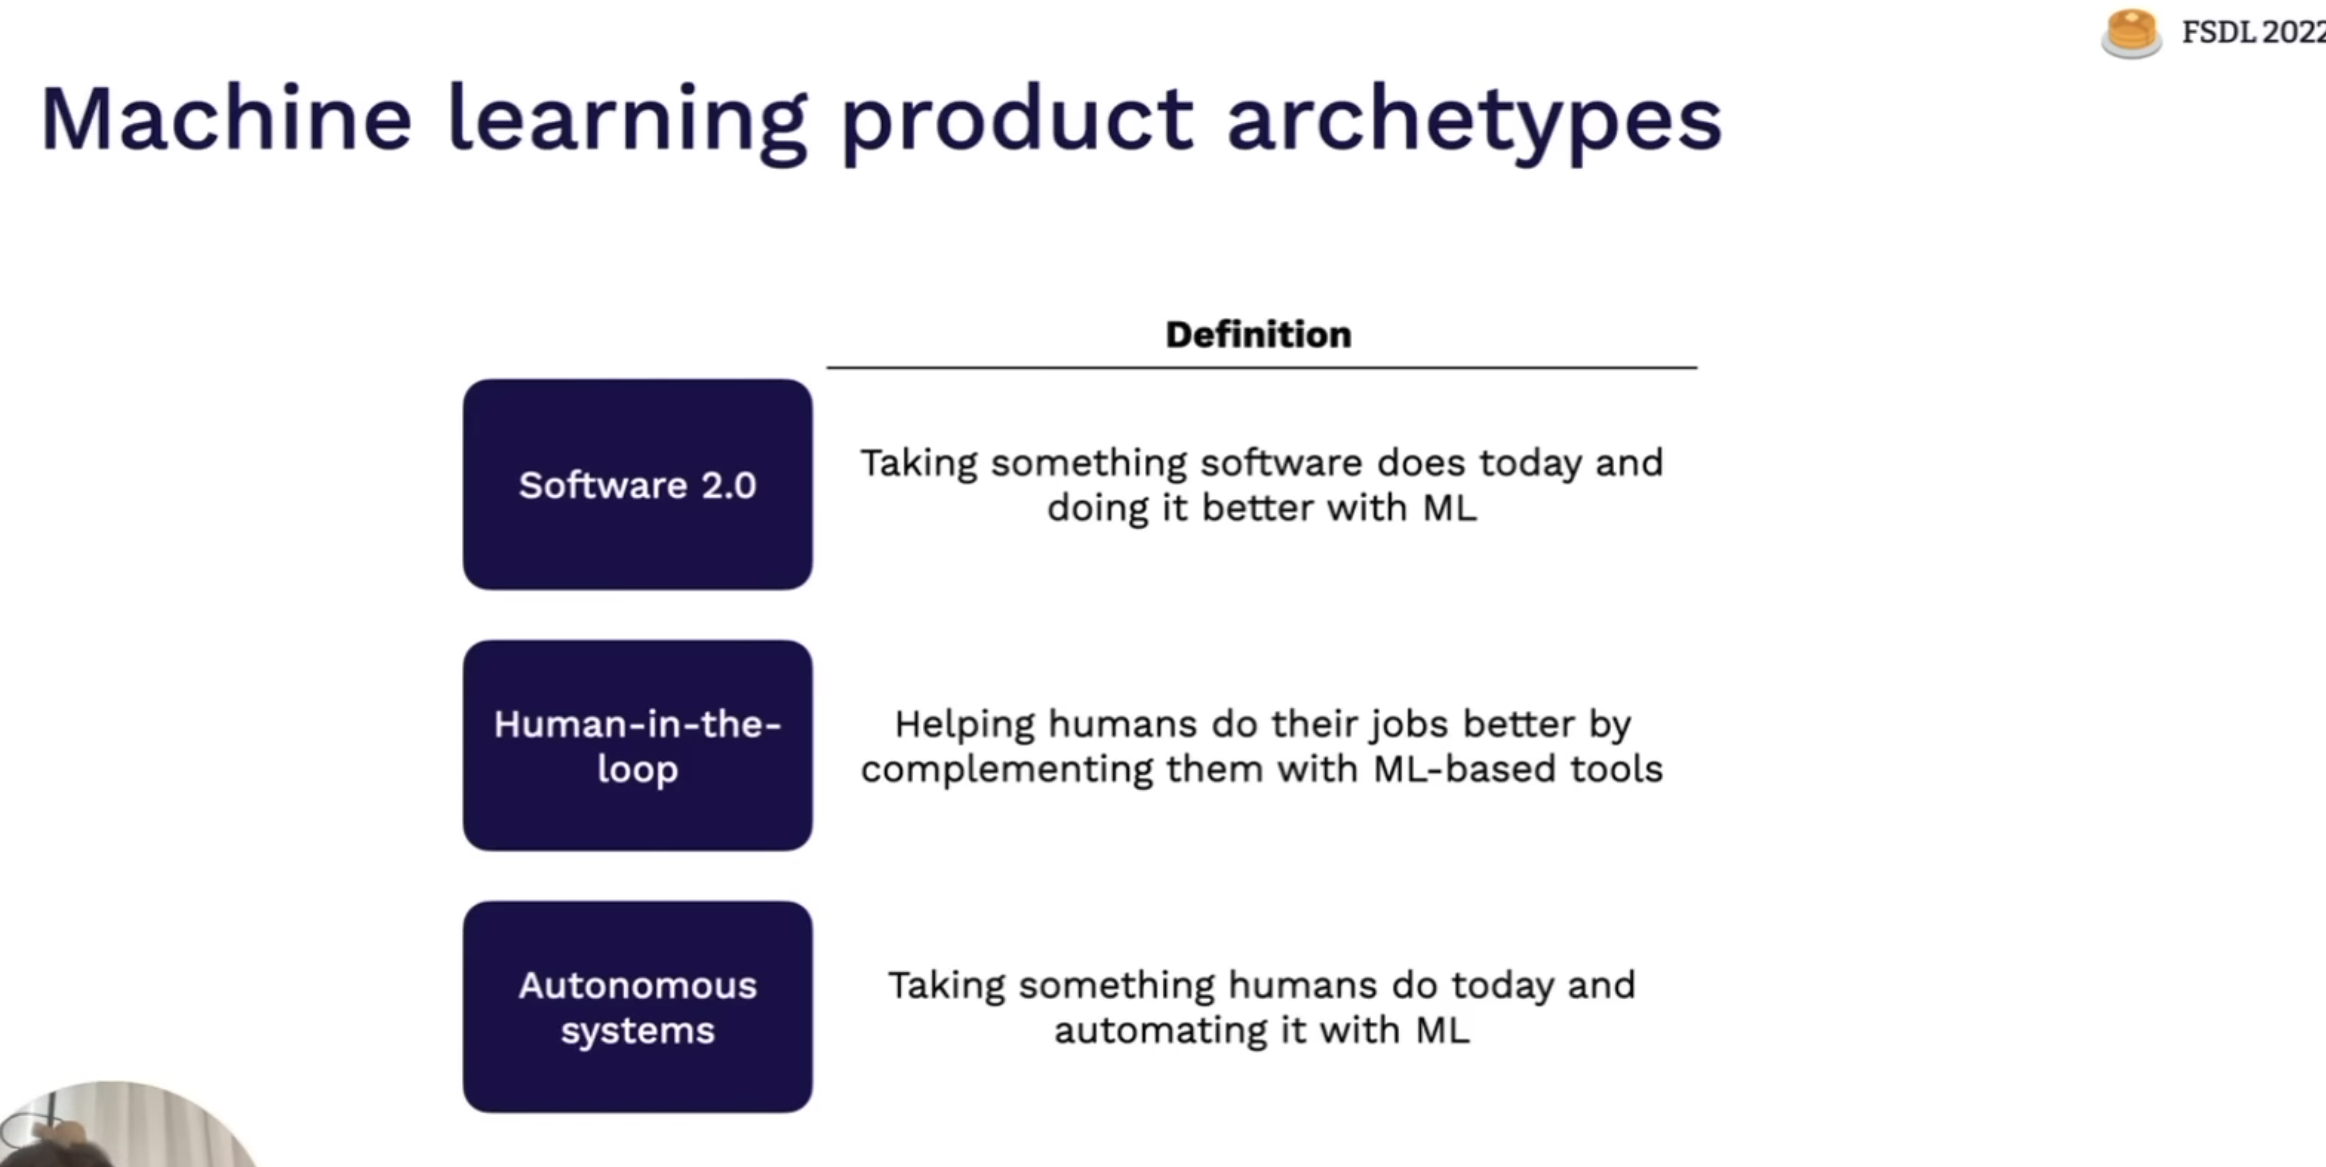 FSDL 2022
Machine learning product archetypes
Definition
Software 2.0
Taking something software does today and
doing it better with ML
Human-in-the-
loop
Helping humans do their jobs better by
complementing them with ML-based tools
Autonomous
systems
Taking something humans do today and
automating it with ML